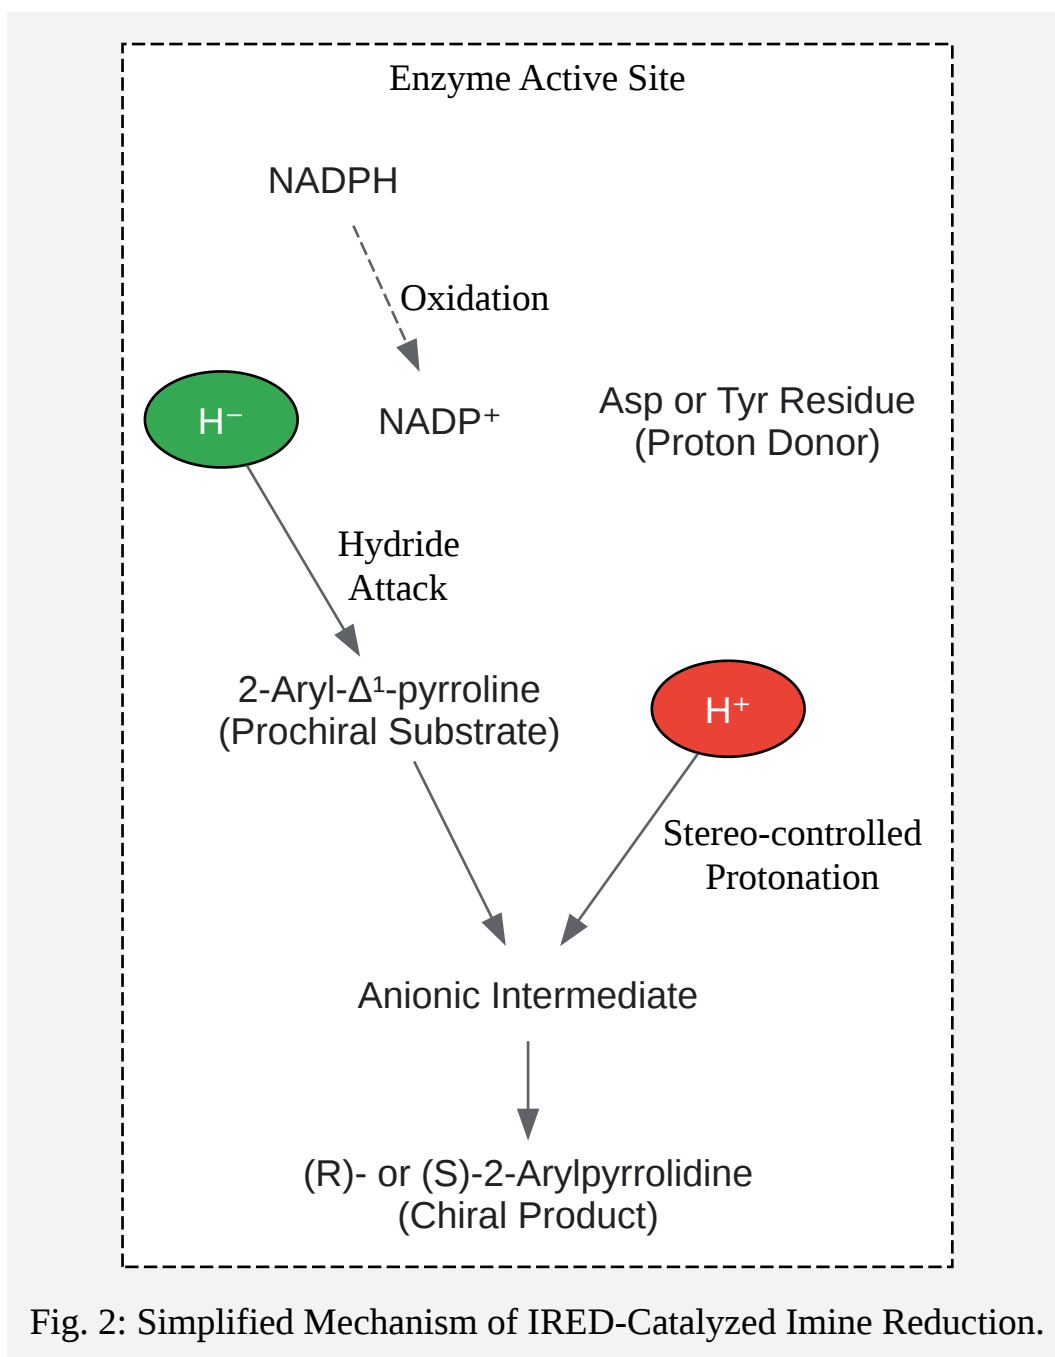 Enzyme Active Site
NADPH
Oxidation
H⁻
NADP⁺
Asp or Tyr Residue
(Proton Donor)
Hydride
Attack
2-Aryl-Δ¹-pyrroline
(Prochiral Substrate)
H⁺
Stereo-controlled
Protonation
Anionic Intermediate
(R)- or (S)-2-Arylpyrrolidine
(Chiral Product)
Fig. 2: Simplified Mechanism of IRED-Catalyzed Imine Reduction.